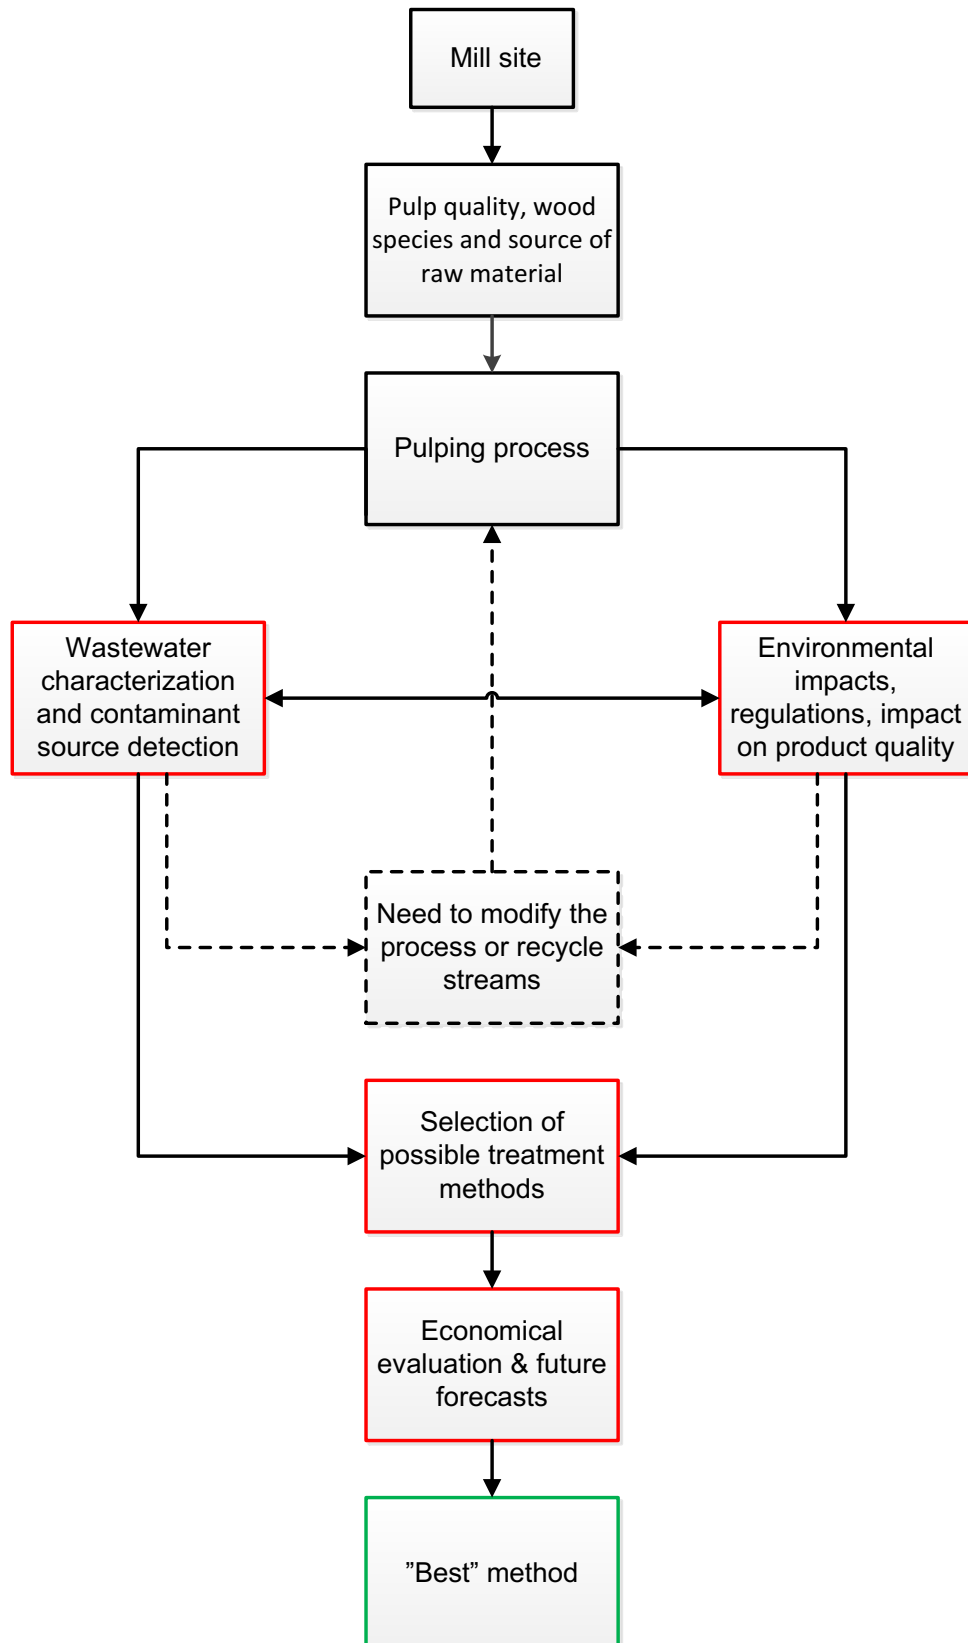 Mill site
Pulp quality, wood
species and source of
raw material
Pulping process
Wastewater
characterization
and contaminant
source detection
Environmental
impacts,
regulations, impact
on product quality
Need to modify the
process or recycle
streams
Selection of
possible treatment
methods
Economical
evaluation & future
forecasts
”Best” method